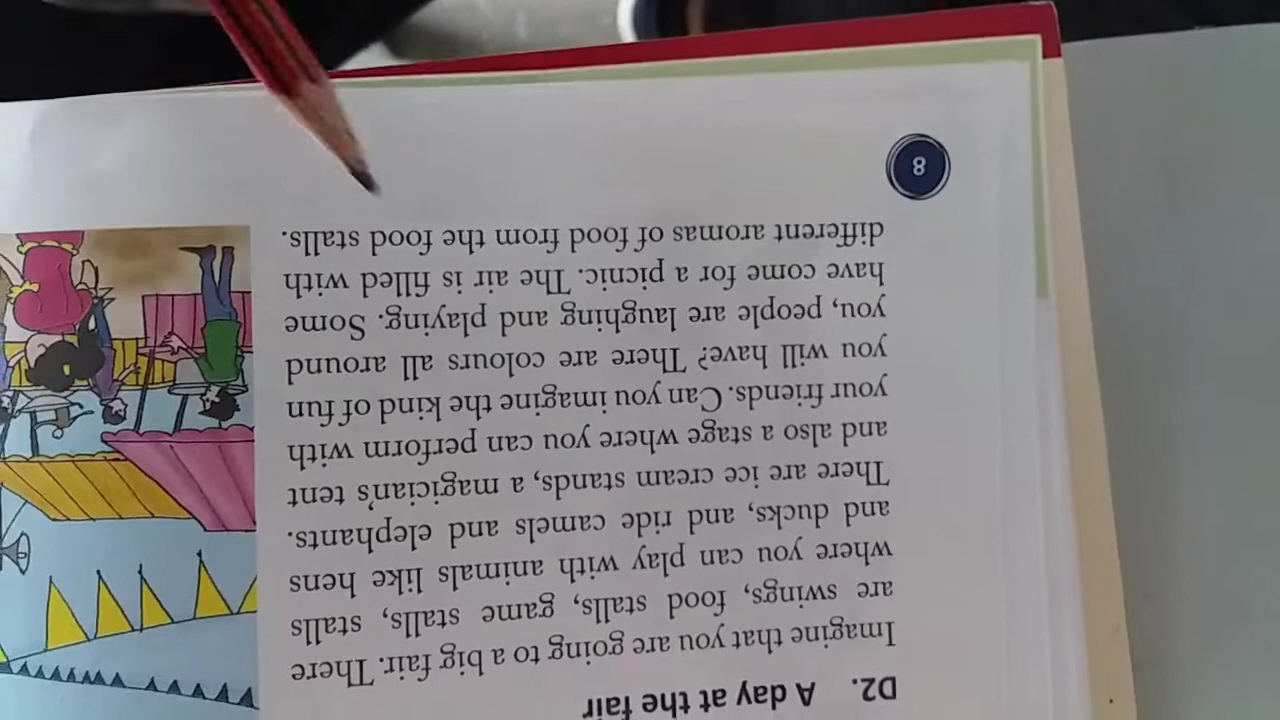 D2. A day at the fair
Imagine that you are going to a big fair. There
are swings, food stalls, game stalls, stalls
where you can play with animals like hens
and ducks, and ride camels and elephants.
There are ice cream stands, a magician's tent
and also a stage where you can perform with
your friends. Can you imagine the kind of fun
you will have? There are colours all around
you, people are laughing and playing. Some
have come for a picnic. The air is filled with
different aromas of food from the food stalls.
8